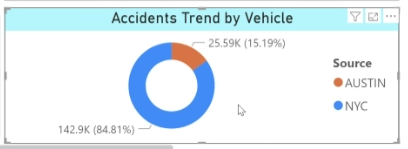 Accidents Trend by Vehicle
25.59K (15.19%)
Source
AUSTIN
NYC
142.9K (84.81%)